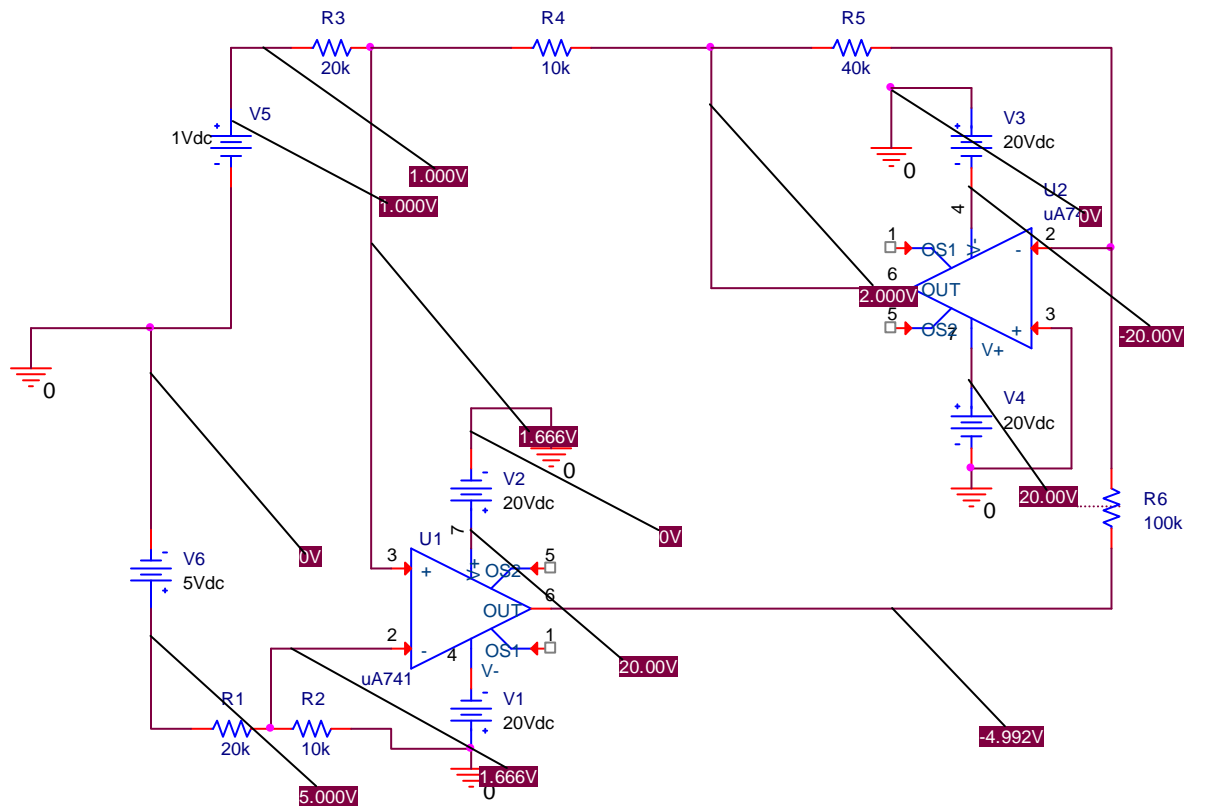 R3
R4
R5
20k
10k
40k
V5
1Vdc
+
-
1.000V
1.000V
V3
20Vdc
+
-
0
0V
U2
uA74
4
1
OS1
V-
2
-
6
OUT
2.000V
5
OS2
7
V+
3
+
-20.00V
0
0V
V4
20Vdc
+
-
20.00V
0
R6
100k
1.666V
0
V2
20Vdc
-
+
0V
7
U1
V6
5Vdc
-
+
3
+
V+
OS2
5
OUT
6
2
-
4
OS1
1
V-
uA741
20.00V
R1
R2
20k
10k
V1
20Vdc
-
+
-4.992V
1.666V
0
5.000V